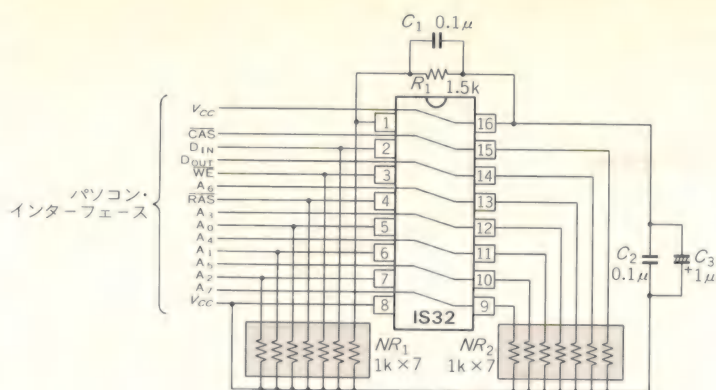 C₁ 0.1μ
R₁ 1.5k
パソコン・
インターフェース
VCC
CAS
DIN
DOUT
WE
A₆
RAS
A₃
A₀
A₄
A₁
A₅
A₂
A₇
VCC
1
2
3
4
5
6
7
8
16
15
14
13
12
11
10
9
IS32
NR₁
1k×7
NR₂
1k×7
C₂
0.1μ
C₃
+1μ